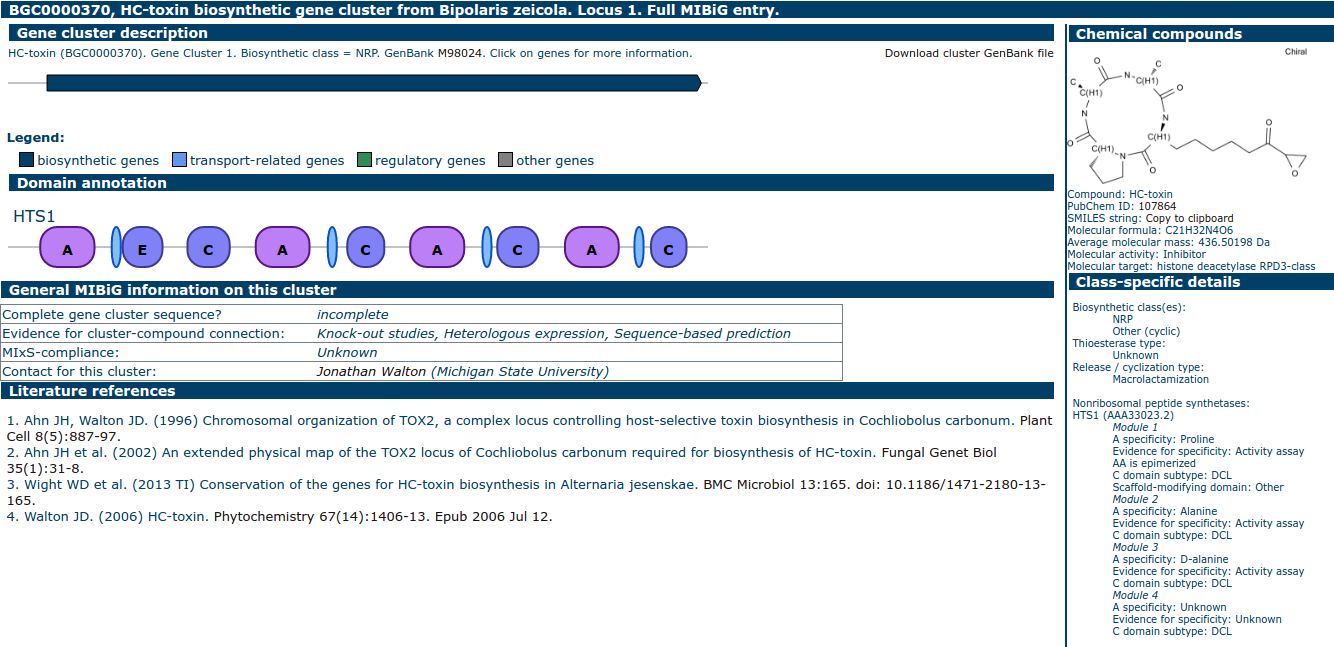 BGC0000370, HC-toxin biosynthetic gene cluster from Bipolaris zeicola. Locus 1. Full MIBiG entry.
Gene cluster description
HC-toxin (BGC0000370). Gene Cluster 1. Biosynthetic class = NRP. GenBank M98024. Click on genes for more information.
Download cluster GenBank file
Legend:
biosynthetic genes
transport-related genes
regulatory genes
other genes
Domain annotation
HTS1
A E C A C A C A C
General MIBiG information on this cluster
Complete gene cluster sequence? incomplete
Evidence for cluster-compound connection: Knock-out studies, Heterologous expression, Sequence-based prediction
MIxS-compliance: Unknown
Contact for this cluster: Jonathan Walton (Michigan State University)
Literature references
1. Ahn JH, Walton JD. (1996) Chromosomal organization of TOX2, a complex locus controlling host-selective toxin biosynthesis in Cochliobolus carbonum. Plant
Cell 8(5):887-97.
2. Ahn JH et al. (2002) An extended physical map of the TOX2 locus of Cochliobolus carbonum required for biosynthesis of HC-toxin. Fungal Genet Biol
35(1):31-8.
3. Wight WD et al. (2013 TI) Conservation of the genes for HC-toxin biosynthesis in Alternaria jesenskae. BMC Microbiol 13:165. doi: 10.1186/1471-2180-13-
165.
4. Walton JD. (2006) HC-toxin. Phytochemistry 67(14):1406-13. Epub 2006 Jul 12.
Chemical compounds
Chiral
O
C
N
C(H1)
C
O
C(H1)
N
N
O
C(H1)
O
C(H1)
N
O
O
Compound: HC-toxin
PubChem ID: 107864
SMILES string: Copy to clipboard
Molecular formula: C21H32N4O6
Average molecular mass: 436.50198 Da
Molecular activity: Inhibitor
Molecular target: histone deacetylase RPD3-class
Class-specific details
Biosynthetic class(es):
NRP
Other (cyclic)
Thioesterase type:
Unknown
Release / cyclization type:
Macrolactamization
Nonribosomal peptide synthetases:
HTS1 (AAA33023.2)
Module 1
A specificity: Proline
Evidence for specificity: Activity assay
AA is epimerized
C domain subtype: DCL
Scaffold-modifying domain: Other
Module 2
A specificity: Alanine
Evidence for specificity: Activity assay
C domain subtype: DCL
Module 3
A specificity: D-alanine
Evidence for specificity: Activity assay
C domain subtype: DCL
Module 4
A specificity: Unknown
Evidence for specificity: Unknown
C domain subtype: DCL